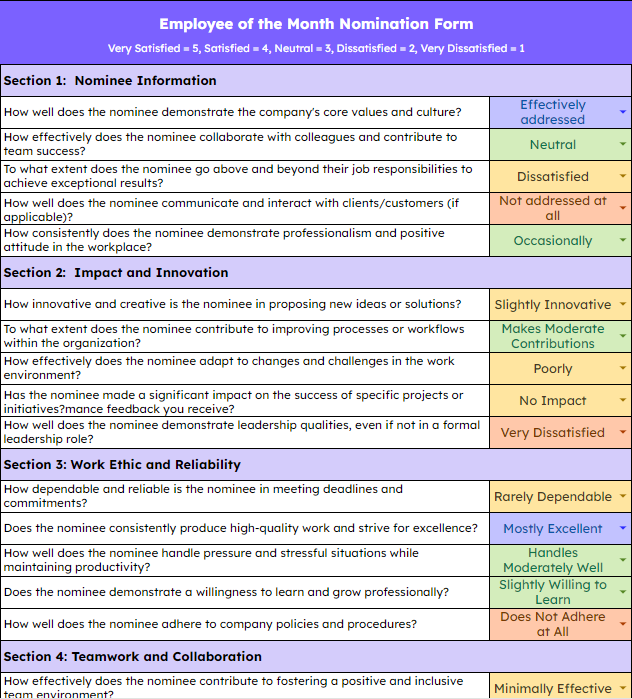 Employee of the Month Nomination Form
Very Satisfied = 5, Satisfied = 4, Neutral = 3, Dissatisfied = 2, Very Dissatisfied = 1
Section 1:  Nominee Information
How well does the nominee demonstrate the company's core values and culture?
Effectively
addressed
How effectively does the nominee collaborate with colleagues and contribute to
team success?
Neutral
To what extent does the nominee go above and beyond their job responsibilities to
achieve exceptional results?
Dissatisfied
How well does the nominee communicate and interact with clients/customers (if
applicable)?
Not addressed at
all
How consistently does the nominee demonstrate professionalism and positive
attitude in the workplace?
Occasionally
Section 2:  Impact and Innovation
How innovative and creative is the nominee in proposing new ideas or solutions?
Slightly Innovative
To what extent does the nominee contribute to improving processes or workflows
within the organization?
Makes Moderate
Contributions
How effectively does the nominee adapt to changes and challenges in the work
environment?
Poorly
Has the nominee made a significant impact on the success of specific projects or
initiatives?mance feedback you receive?
No Impact
How well does the nominee demonstrate leadership qualities, even if not in a formal
leadership role?
Very Dissatisfied
Section 3: Work Ethic and Reliability
How dependable and reliable is the nominee in meeting deadlines and
commitments?
Rarely Dependable
Does the nominee consistently produce high-quality work and strive for excellence?
Mostly Excellent
How well does the nominee handle pressure and stressful situations while
maintaining productivity?
Handles
Moderately Well
Does the nominee demonstrate a willingness to learn and grow professionally?
Slightly Willing to
Learn
How well does the nominee adhere to company policies and procedures?
Does Not Adhere
at All
Section 4: Teamwork and Collaboration
How effectively does the nominee contribute to fostering a positive and inclusive
team environment?
Minimally Effective